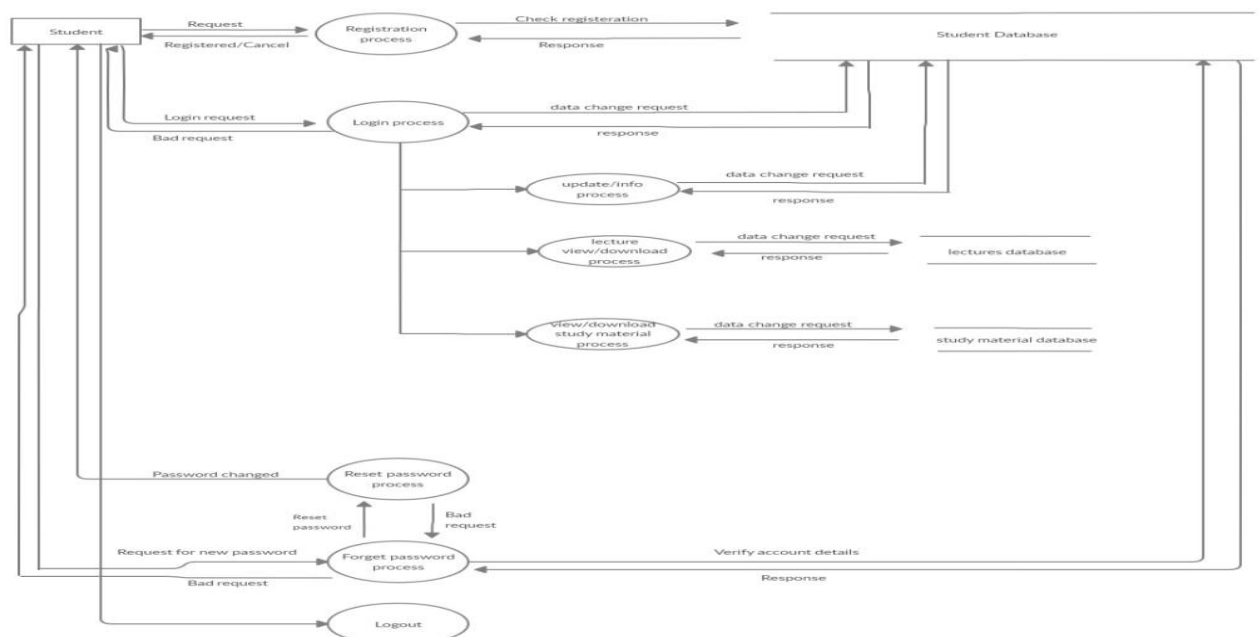 Student
Request
Registered/Cancel
Registration
process
Check registeration
Response
Student Database
Login request
Bad request
Login process
data change request
response
update/info
process
data change request
response
lecture
view/download
process
data change request
response
lectures database
view/download
study material
process
data change request
response
study material database
Password changed
Reset password
process
Reset
password
Bad
request
Request for new password
Bad request
Forget password
process
Verify account details
Response
Logout